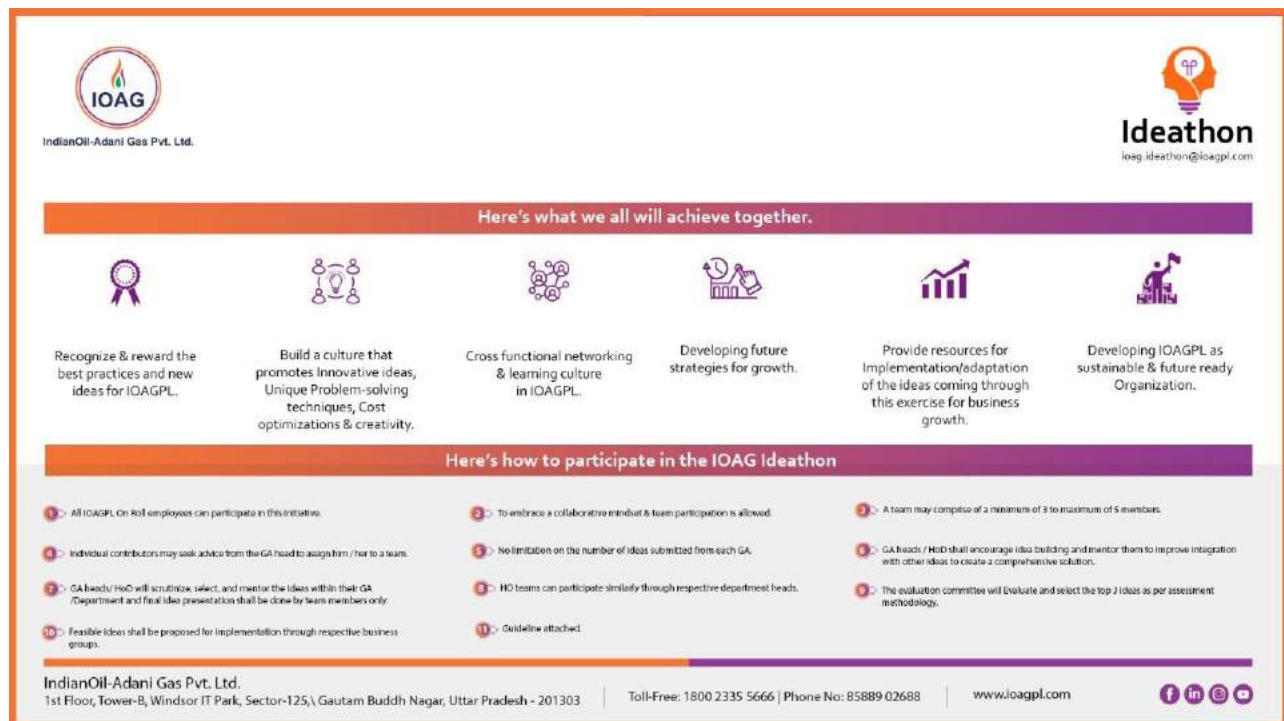 IOAG
IndianOil-Adani Gas Pvt. Ltd.
Ideathon
ioag.ideathon@ioagpl.com
Here's what we all will achieve together.
Recognize & reward the
best practices and new
ideas for IOAGPL.
Build a culture that
promotes Innovative ideas,
Unique Problem-solving
techniques, Cost
optimizations & creativity.
Cross functional networking
& learning culture
in IOAGPL.
Developing future
strategies for growth.
Provide resources for
Implementation/adaptation
of the ideas coming through
this exercise for business
growth.
Developing IOAGPL as
sustainable & future ready
Organization.
Here's how to participate in the IOAG Ideathon
1 All IOAGPL On Roll employees can participate in this initiative.
2 To embrace a collaborative mindset & team participation is allowed.
3 A team may comprise of a minimum of 3 to maximum of 5 members.
4 Individual contributors may seek advice from the GA head to assign him / her to a team.
5 No limitation on the number of ideas submitted from each GA.
6 GA heads / HoD shall encourage idea building and mentor them to improve integration
with other ideas to create a comprehensive solution.
7 GA heads/ HoD will scrutinize, select, and mentor the ideas within their GA
/Department and final idea presentation shall be done by team members only.
8 HO teams can participate similarly through respective department heads.
9 The evaluation committee will Evaluate and select the top 3 ideas as per assessment
methodology.
10 Feasible ideas shall be proposed for implementation through respective business
groups.
11 Guideline attached.
IndianOil-Adani Gas Pvt. Ltd.
1st Floor, Tower-B, Windsor IT Park, Sector-125,\ Gautam Buddh Nagar, Uttar Pradesh - 201303
Toll-Free: 1800 2335 5666 | Phone No: 85889 02688
www.ioagpl.com